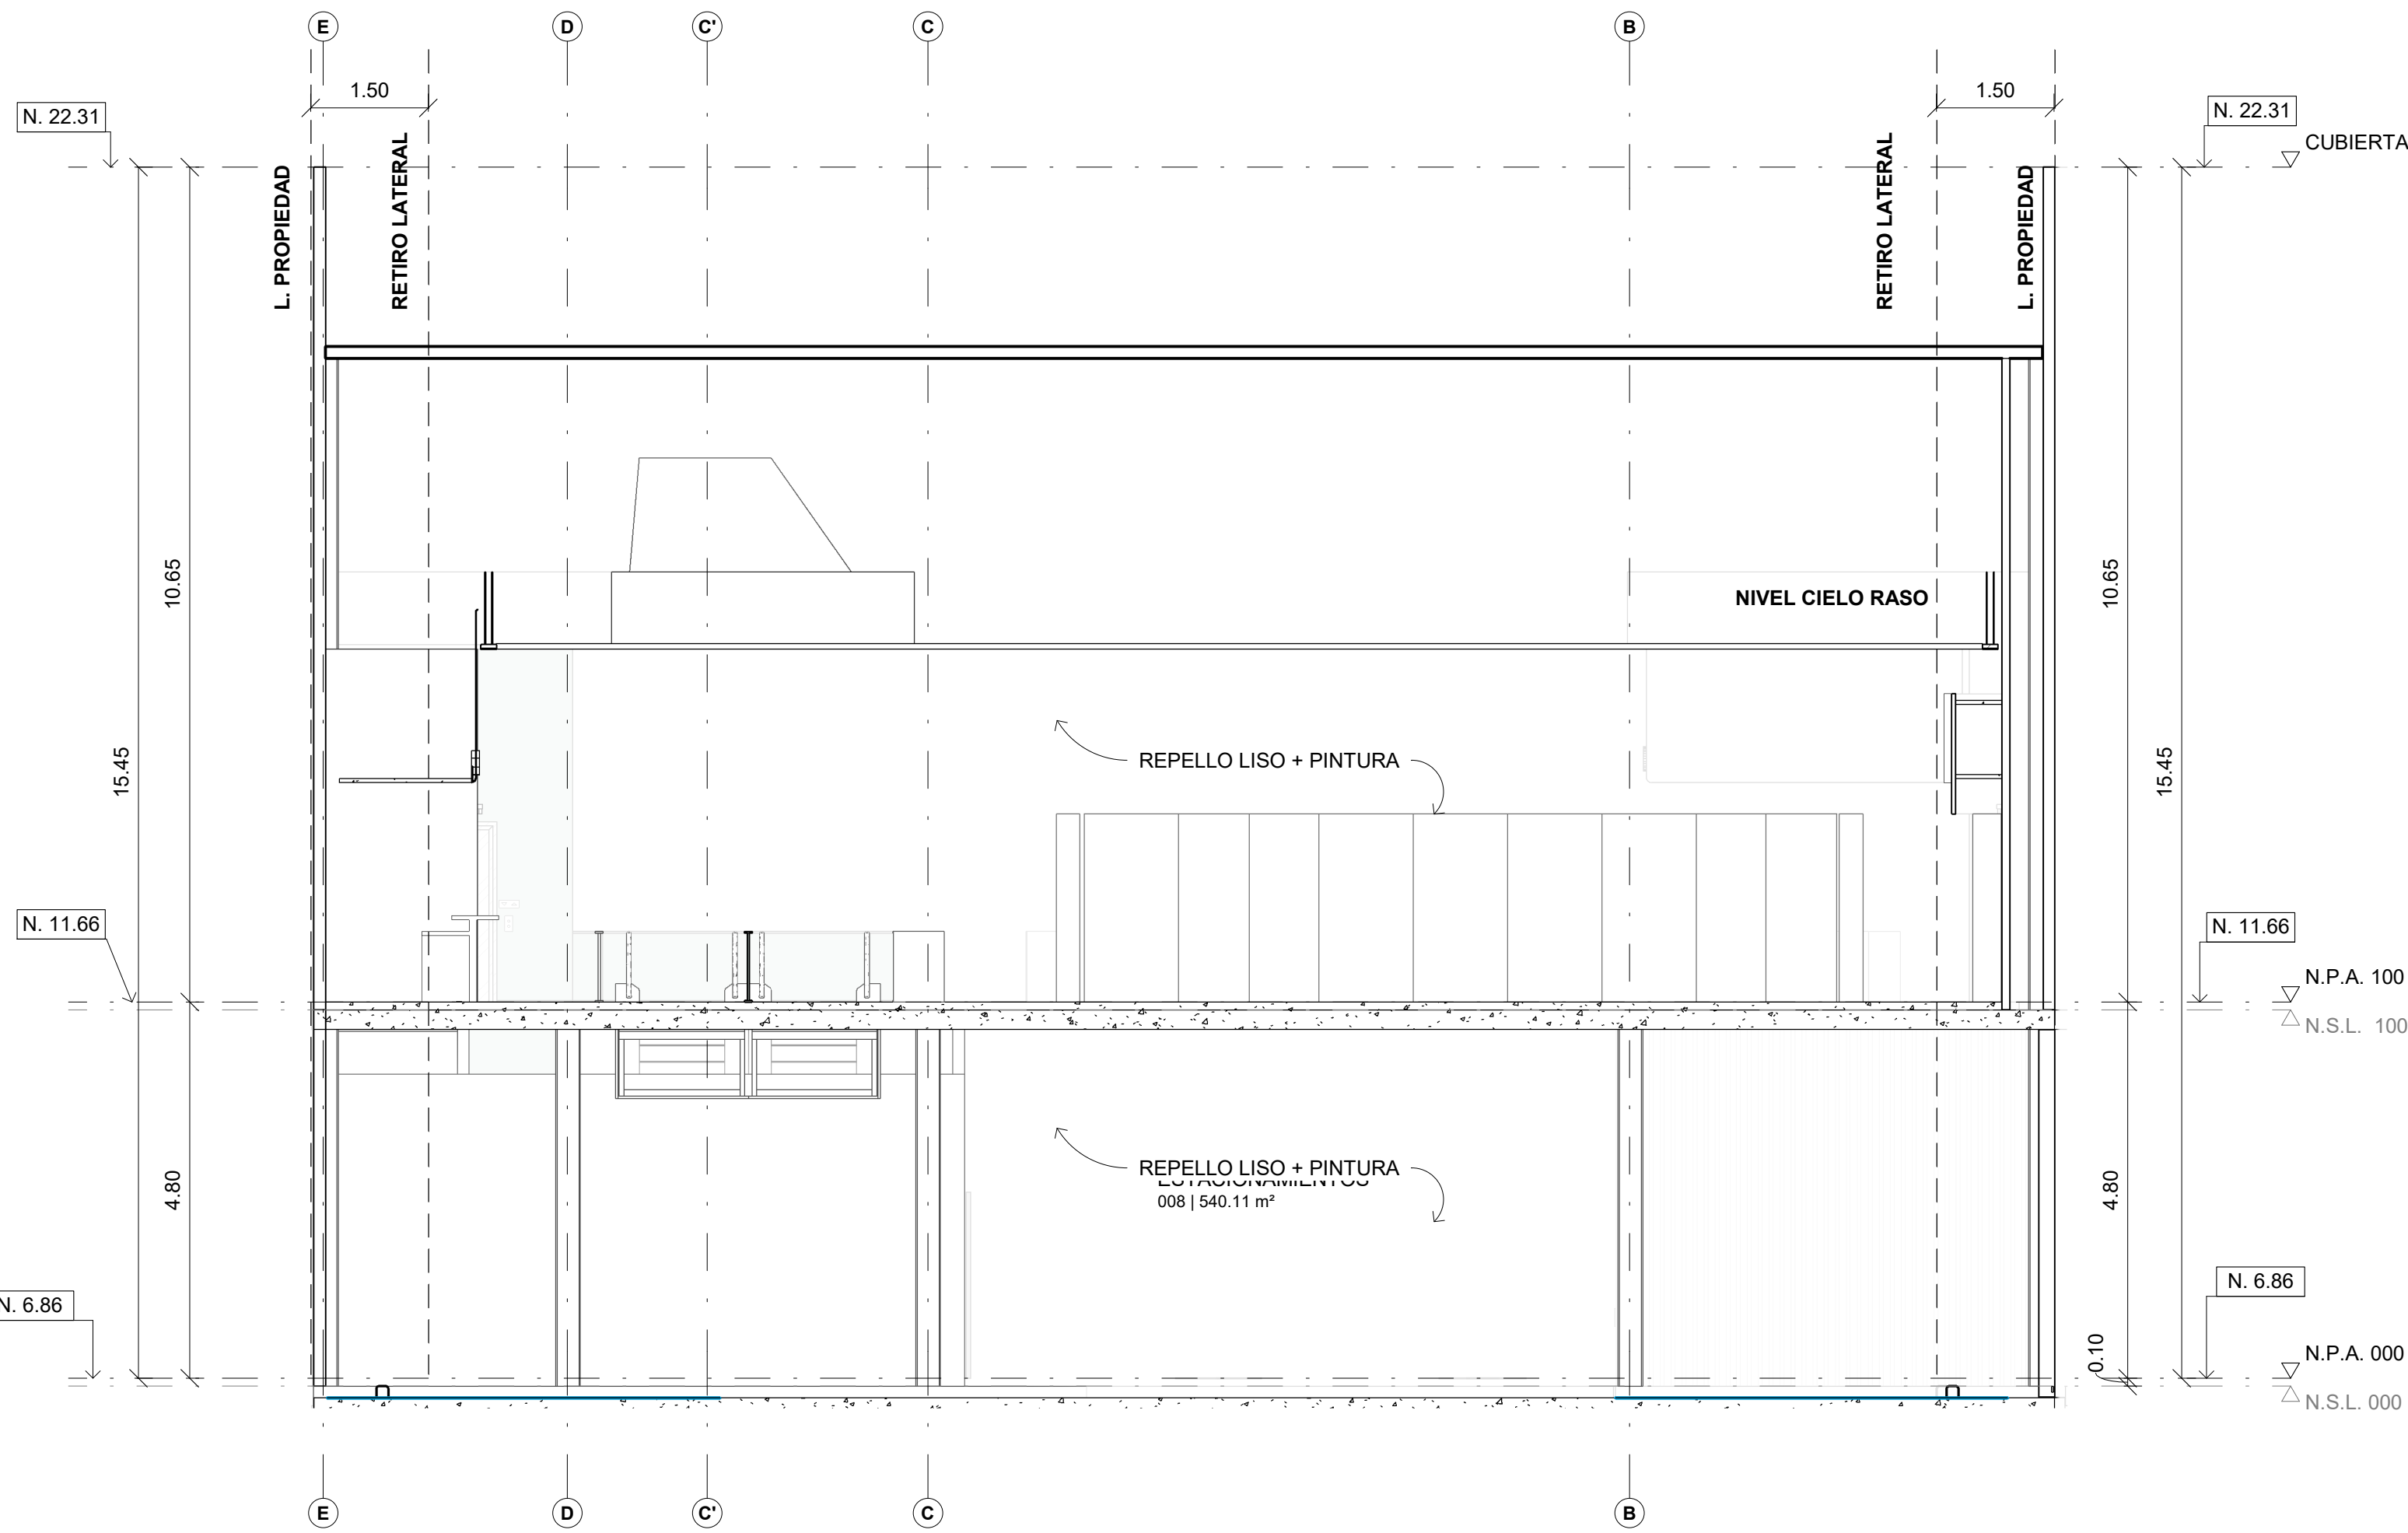 E
D
C'
C
B
1.50
1.50
N. 22.31
N. 22.31
CUBIERTA
L. PROPIEDAD
RETIRO LATERAL
RETIRO LATERAL
L. PROPIEDAD
10.65
15.45
NIVEL CIELO RASO
10.65
15.45
REPELLO LISO + PINTURA
N. 11.66
N. 11.66
N.P.A. 100
N.S.L. 100
4.80
REPELLO LISO + PINTURA
ESTACIONAMIENTOS
008 | 540.11 m²
4.80
N. 6.86
N. 6.86
0.10
N.P.A. 000
N.S.L. 000
E
D
C'
C
B